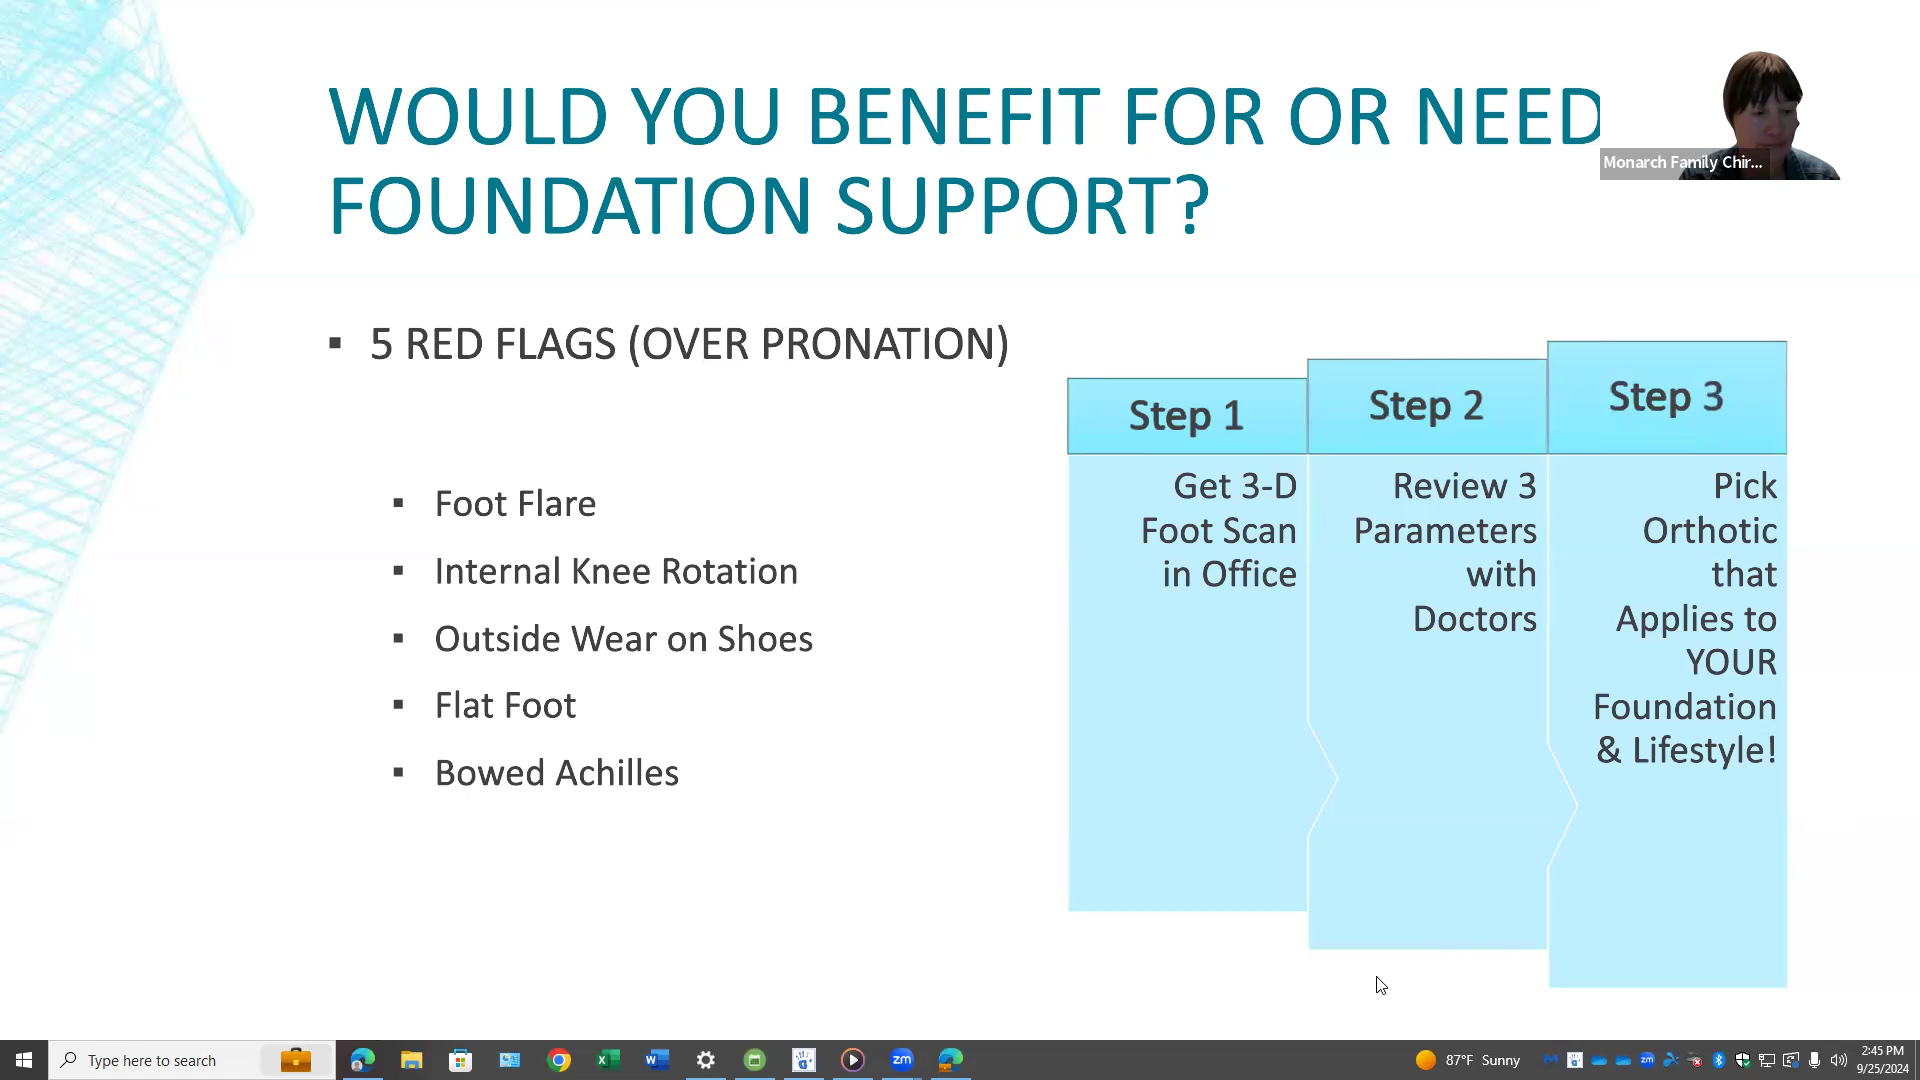 WOULD YOU BENEFIT FOR OR NEED
FOUNDATION SUPPORT?
Monarch Family Chir...
▪ 5 RED FLAGS (OVER PRONATION)
▪ Foot Flare
▪ Internal Knee Rotation
▪ Outside Wear on Shoes
▪ Flat Foot
▪ Bowed Achilles
Step 1
Get 3-D
Foot Scan
in Office
Step 2
Review 3
Parameters
with
Doctors
Step 3
Pick
Orthotic
that
Applies to
YOUR
Foundation
& Lifestyle!
Type here to search
zm
87°F Sunny
zm
2:45 PM
9/25/2024